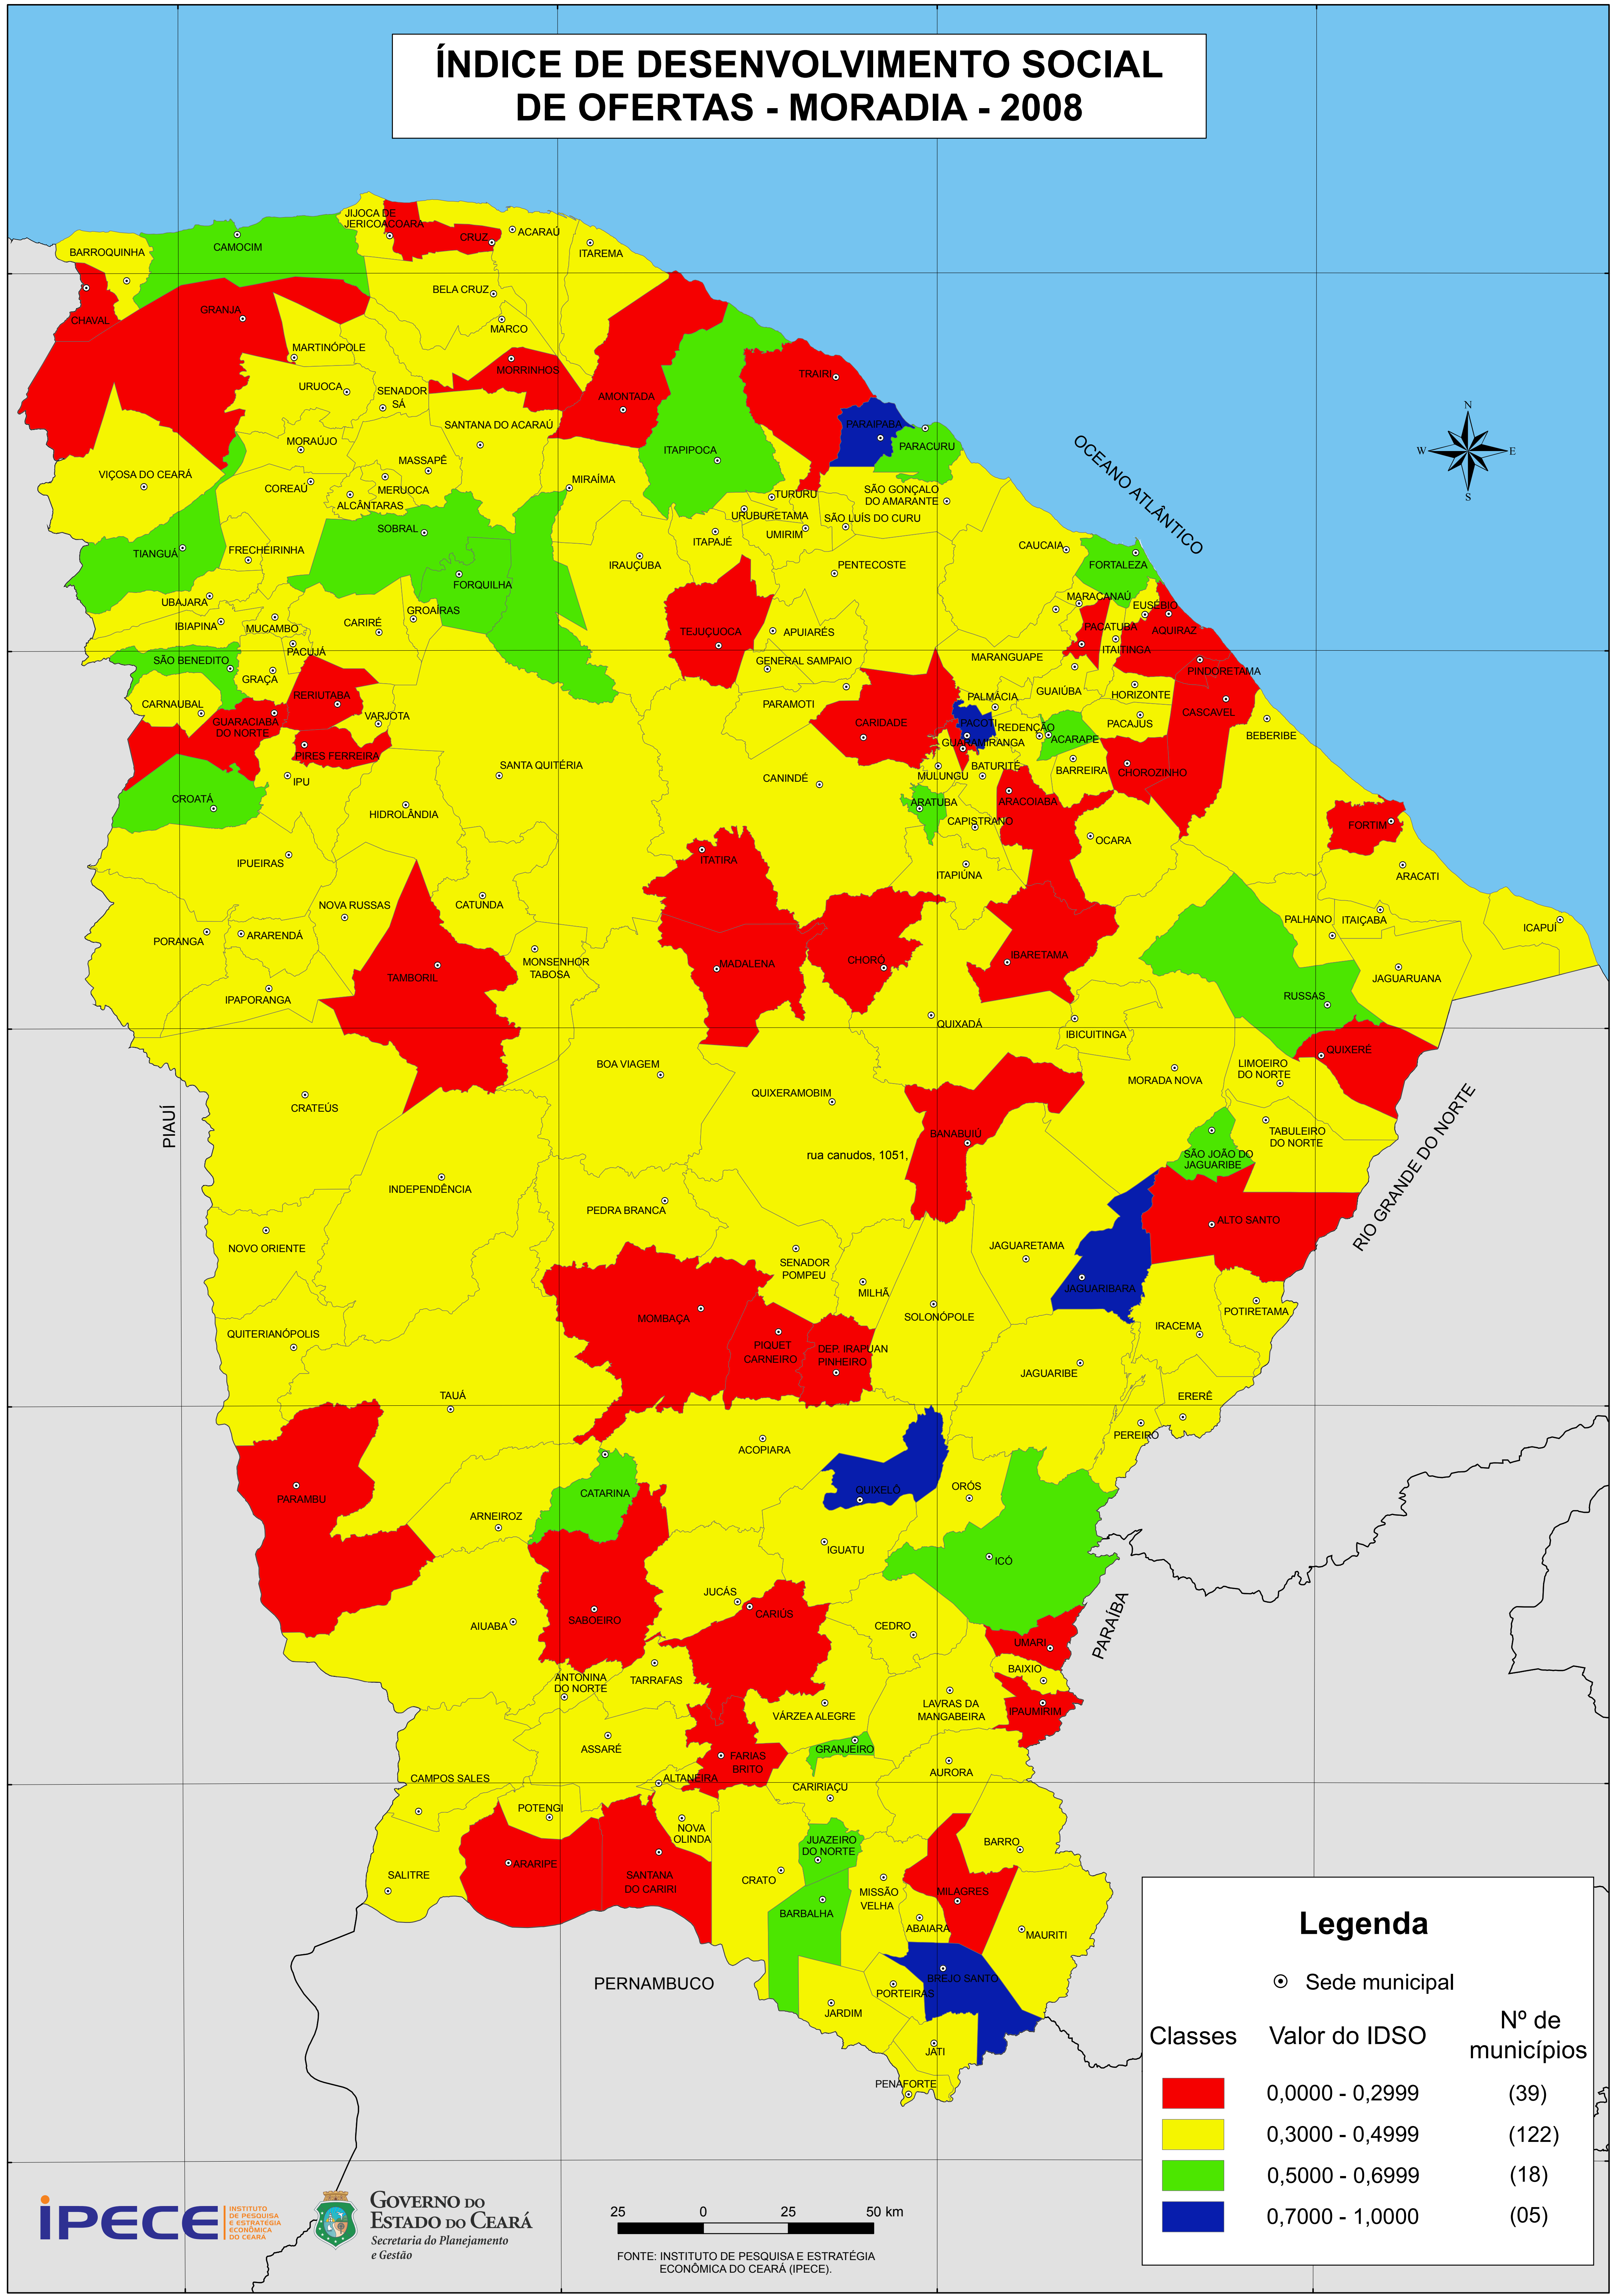 ÍNDICE DE DESENVOLVIMENTO SOCIAL
DE OFERTAS - MORADIA - 2008
JIJOCA DE
JERICOACOARA
CRUZ
ACARAÚ
ITAREMA
CAMOCIM
BARROQUINHA
CHAVAL
GRANJA
BELA CRUZ
MARCO
MARTINÓPOLE
MORRINHOS
URUOCA
SENADOR
SÁ
AMONTADA
TRAIRI
PARAIPABA
PARACURU
ITAPIPOCA
SANTANA DO ACARAÚ
MORAÚJO
MASSAPÊ
VIÇOSA DO CEARÁ
COREAÚ
MERUOCA
ALCÂNTARAS
MIRAÍMA
TURURU
SÃO GONÇALO
DO AMARANTE
URUBURETAMA
SÃO LUÍS DO CURU
UMIRIM
ITAPAJÉ
OCEANO ATLÂNTICO
N
W
E
S
SOBRAL
TIANGUÁ
FRECHEIRINHA
IRAUÇUBA
PENTECOSTE
CAUCAIA
FORTALEZA
FORQUILHA
UBAJARA
IBIAPINA
MUCAMBO
CARIRÉ
GROAÍRAS
TEJUÇUOCA
APUIARÉS
MARACANAÚ
EUSÉBIO
PACATUBA
AQUIRAZ
ITAITINGA
PACUJÁ
SÃO BENEDITO
GRAÇA
GENERAL SAMPAIO
MARANGUAPE
PINDORETAMA
RERIUTABA
CARNAUBAL
GUARACIABA
DO NORTE
VARJOTA
PARAMOTI
CARIDADE
PALMÁCIA
GUAIÚBA
HORIZONTE
CASCAVEL
PACAJUS
PACOTI
REDENÇÃO
ACARAPE
GUARAMIRANGA
BEBERIBE
PIRES FERREIRA
IPU
SANTA QUITÉRIA
CANINDÉ
MULUNGU
BATURITÉ
BARREIRA
CHOROZINHO
CROATÁ
HIDROLÂNDIA
ARATUBA
ARACOIABA
CAPISTRANO
OCARA
FORTIM
IPUEIRAS
ITATIRA
ITAPIÚNA
ARACATI
NOVA RUSSAS
CATUNDA
PALHANO
ITAIÇABA
ICAPUÍ
PORANGA
ARARENDÁ
TAMBORIL
MONSENHOR
TABOSA
MADALENA
CHORÓ
IBARETAMA
JAGUARUANA
IPAPORANGA
RUSSAS
QUIXADÁ
IBICUITINGA
QUIXERÉ
LIMOEIRO
DO NORTE
BOA VIAGEM
MORADA NOVA
QUIXERAMOBIM
CRATEÚS
PIAUÍ
BANABUIÚ
TABULEIRO
DO NORTE
rua canudos, 1051,
SÃO JOÃO DO
JAGUARIBE
RIO GRANDE DO NORTE
INDEPENDÊNCIA
PEDRA BRANCA
ALTO SANTO
NOVO ORIENTE
JAGUARETAMA
SENADOR
POMPEU
MILHÃ
JAGUARIBARA
SOLONÓPOLE
POTIRETAMA
IRACEMA
MOMBAÇA
QUITERIANÓPOLIS
PIQUET
CARNEIRO
DEP. IRAPUAN
PINHEIRO
JAGUARIBE
TAUÁ
ERERÊ
PEREIRO
ACOPIARA
QUIXELÔ
ORÓS
PARAMBU
CATARINA
ARNEIROZ
IGUATU
ICÓ
JUCÁS
CARIÚS
SABOEIRO
AIUABA
CEDRO
UMARI
PARAÍBA
BAIXIO
ANTONINA
DO NORTE
TARRAFAS
VÁRZEA ALEGRE
LAVRAS DA
MANGABEIRA
IPAUMIRIM
ASSARÉ
FARIAS
BRITO
GRANJEIRO
AURORA
CAMPOS SALES
ALTANEIRA
CARIRIAÇU
POTENGI
NOVA
OLINDA
JUAZEIRO
DO NORTE
BARRO
SALITRE
ARARIPE
SANTANA
DO CARIRI
CRATO
MISSÃO
VELHA
MILAGRES
BARBALHA
ABAIARA
MAURITI
PERNAMBUCO
BREJO SANTO
PORTEIRAS
JARDIM
JATI
PENAFORTE
Legenda
Sede municipal
Classes Valor do IDSO Nº de
municípios
0,0000 - 0,2999 (39)
0,3000 - 0,4999 (122)
0,5000 - 0,6999 (18)
0,7000 - 1,0000 (05)
IPECE
INSTITUTO
DE PESQUISA
E ESTRATÉGIA
ECONÔMICA
DO CEARÁ
GOVERNO DO
ESTADO DO CEARÁ
Secretaria do Planejamento
e Gestão
25 0 25 50 km
FONTE: INSTITUTO DE PESQUISA E ESTRATÉGIA
ECONÔMICA DO CEARÁ (IPECE).